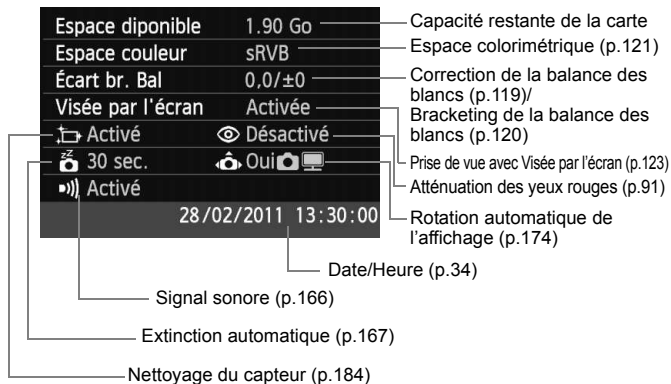 Espace diponible 1.90 Go
Capacité restante de la carte
Espace couleur sRVB
Espace colorimétrique (p.121)
Écart br. Bal 0,0/±0
Correction de la balance des
blancs (p.119)/
Bracketing de la balance des
blancs (p.120)
Visée par l'écran Activée
Prise de vue avec Visée par l'écran (p.123)
Activé Désactivé
Atténuation des yeux rouges (p.91)
zZ 30 sec. Oui
Rotation automatique de
l'affichage (p.174)
Activé
28/02/2011 13:30:00
Date/Heure (p.34)
Signal sonore (p.166)
Extinction automatique (p.167)
Nettoyage du capteur (p.184)